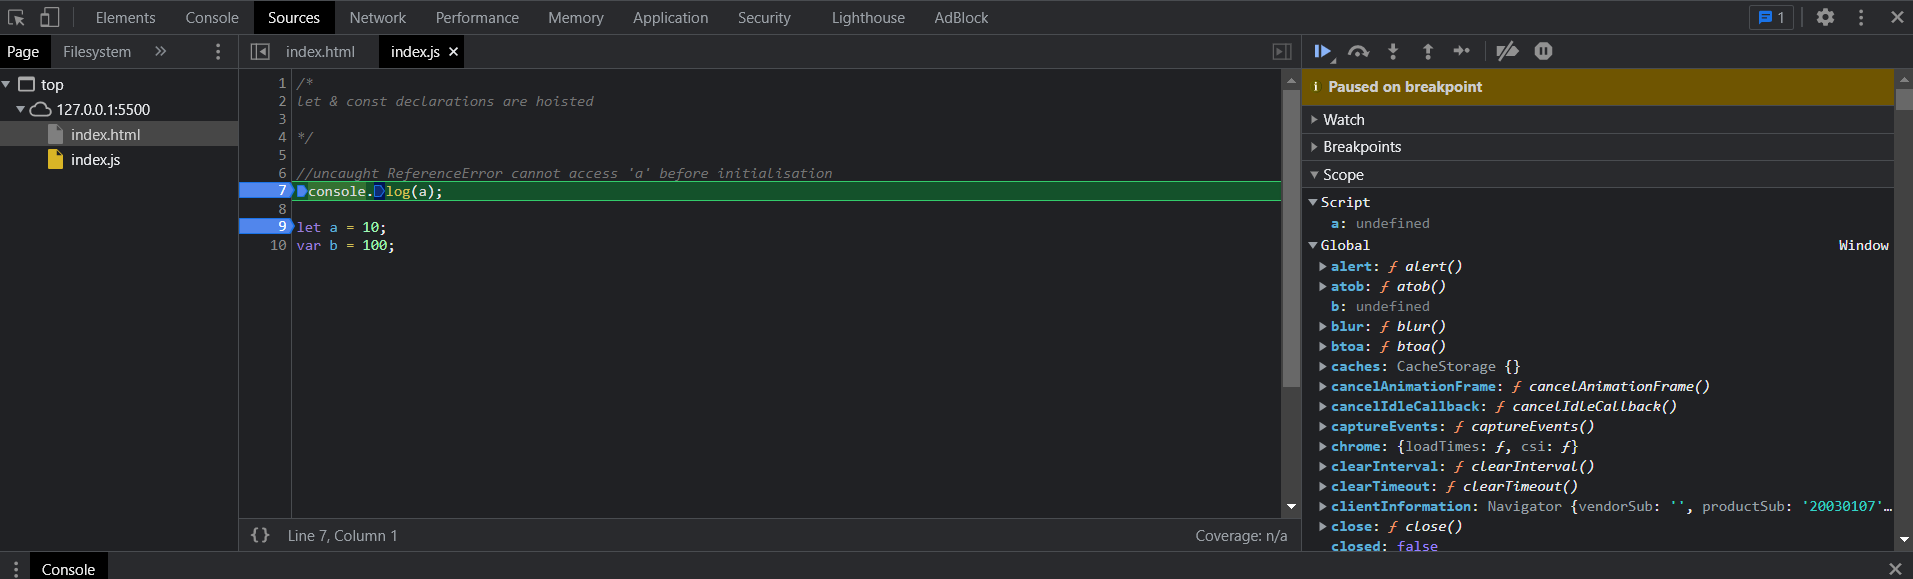 Elements Console Sources Network Performance Memory Application Security Lighthouse AdBlock 1
Page Filesystem » index.html index.js ×
top
127.0.0.1:5500
index.html
index.js
1 /*
2 let & const declarations are hoisted
3
4 */
5
6 //uncaught ReferenceError cannot access 'a' before initialisation
7 console.log(a);
8
9 let a = 10;
10 var b = 100;
{} Line 7, Column 1 Coverage: n/a
Paused on breakpoint
Watch
Breakpoints
Scope
Script
a: undefined
Global Window
alert: ƒ alert()
atob: ƒ atob()
b: undefined
blur: ƒ blur()
btoa: ƒ btoa()
caches: CacheStorage {}
cancelAnimationFrame: ƒ cancelAnimationFrame()
cancelIdleCallback: ƒ cancelIdleCallback()
captureEvents: ƒ captureEvents()
chrome: {loadTimes: ƒ, csi: ƒ}
clearInterval: ƒ clearInterval()
clearTimeout: ƒ clearTimeout()
clientInformation: Navigator {vendorSub: '', productSub: '20030107'…
close: ƒ close()
closed: false
Console